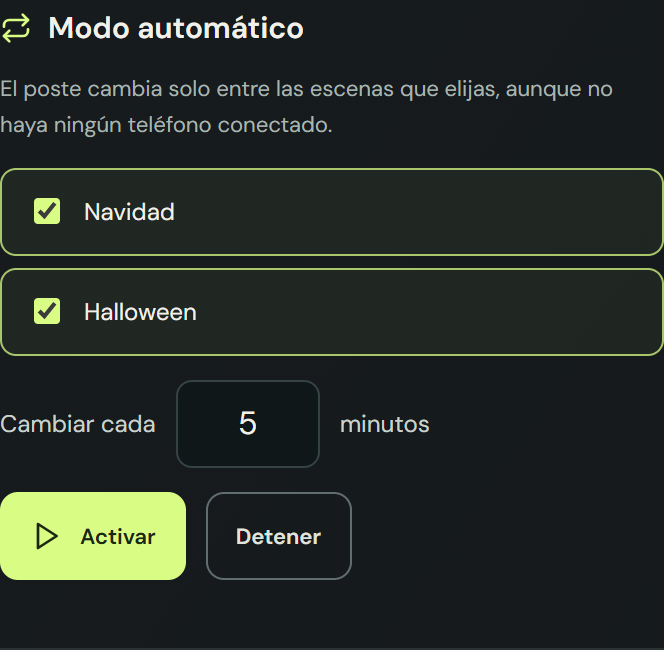 Modo automático
El poste cambia solo entre las escenas que elijas, aunque no
haya ningún teléfono conectado.
Navidad
Halloween
Cambiar cada 5 minutos
Activar Detener